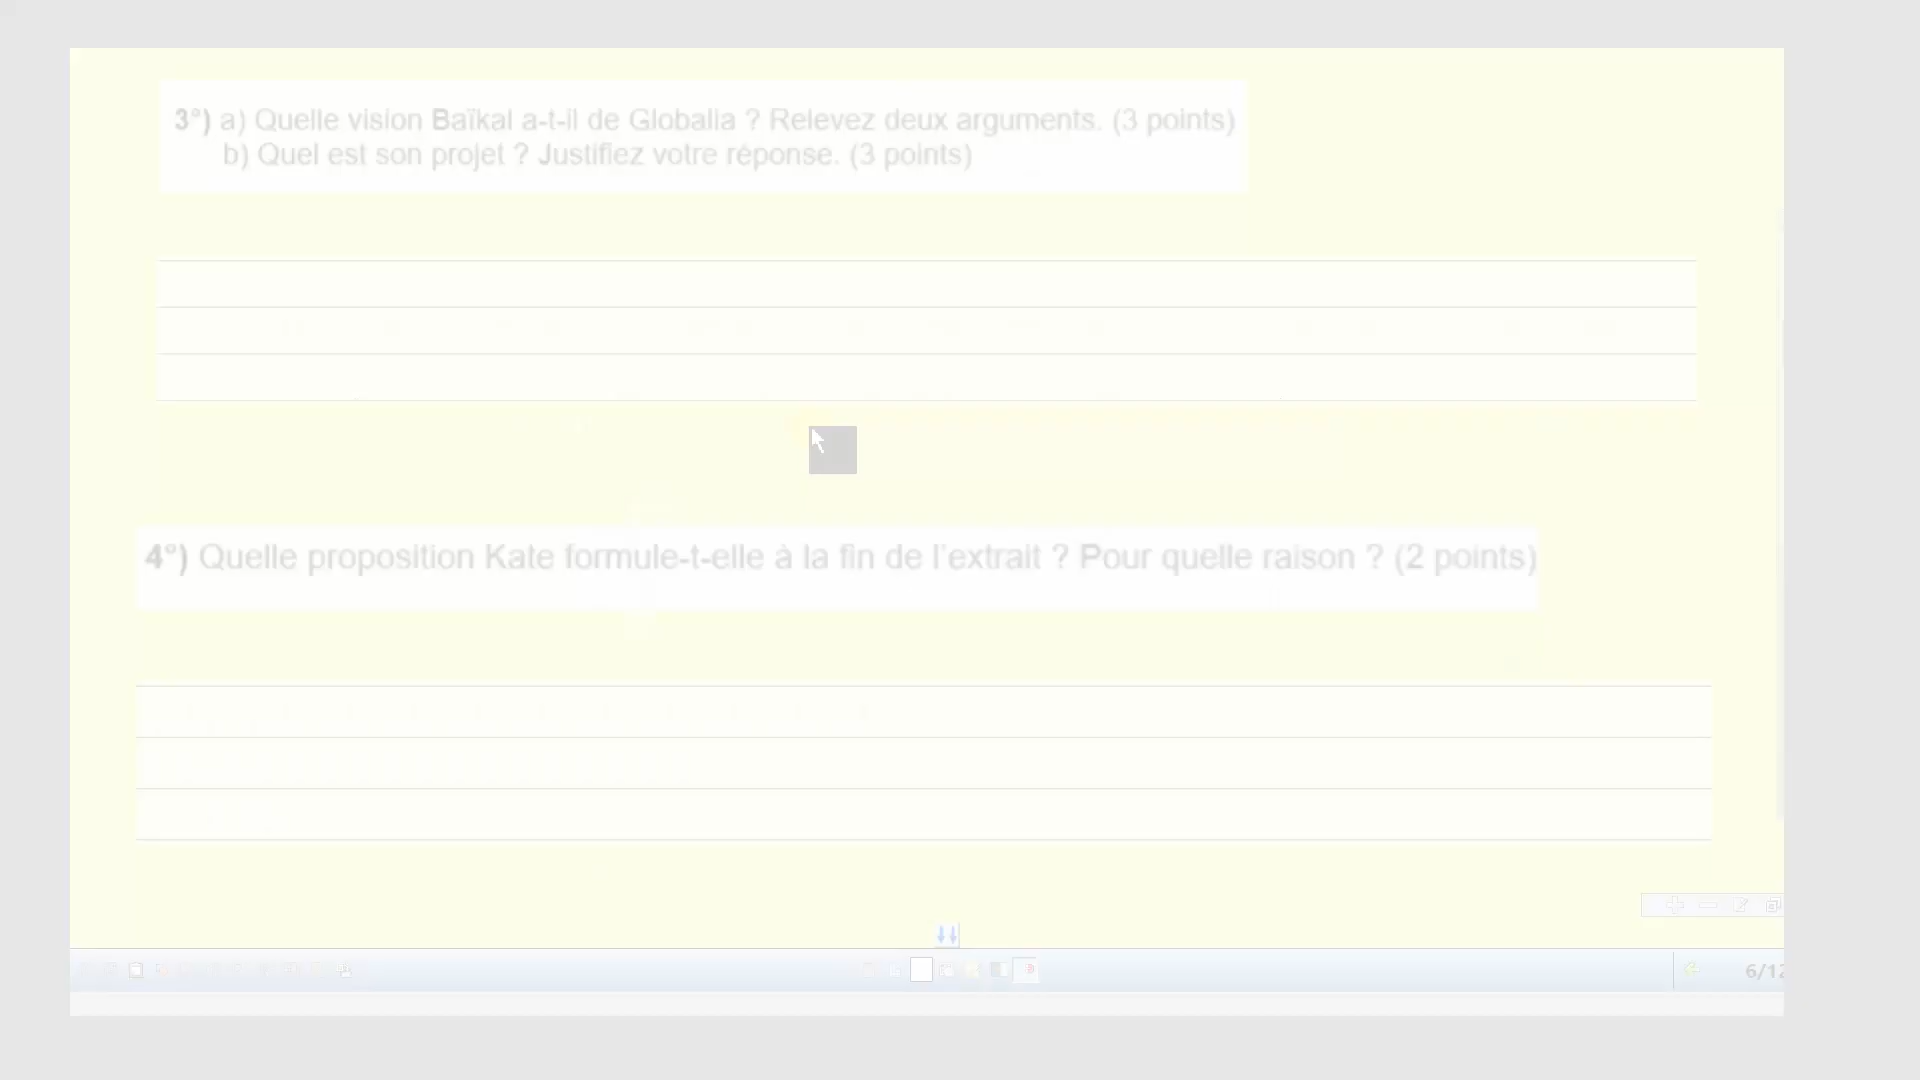 3°) a) Quelle vision Baïkal a-t-il de Globalia ? Relevez deux arguments. (3 points)
b) Quel est son projet ? Justifiez votre réponse. (3 points)
4°) Quelle proposition Kate formule-t-elle à la fin de l'extrait ? Pour quelle raison ? (2 points)
6/12